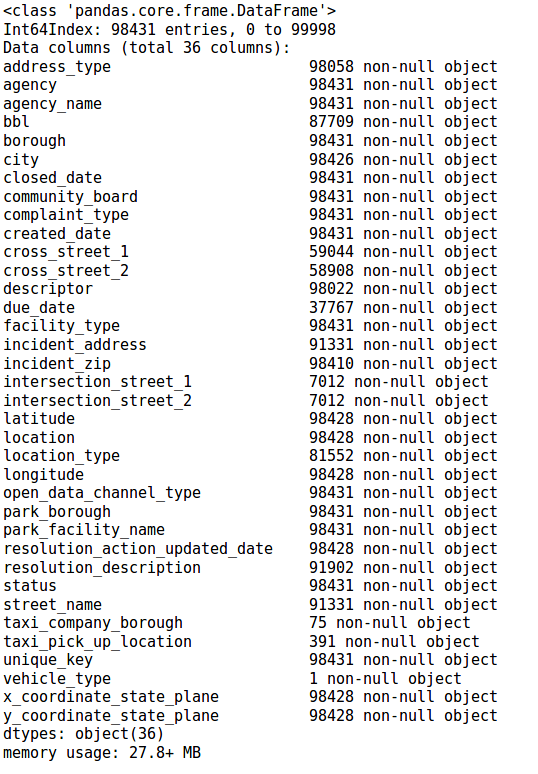 <class 'pandas.core.frame.DataFrame'>
Int64Index: 98431 entries, 0 to 99998
Data columns (total 36 columns):
address_type                      98058 non-null object
agency                            98431 non-null object
agency_name                       98431 non-null object
bbl                               87709 non-null object
borough                           98431 non-null object
city                              98426 non-null object
closed_date                       98431 non-null object
community_board                   98431 non-null object
complaint_type                    98431 non-null object
created_date                      98431 non-null object
cross_street_1                    59044 non-null object
cross_street_2                    58908 non-null object
descriptor                        98022 non-null object
due_date                          37767 non-null object
facility_type                     98431 non-null object
incident_address                  91331 non-null object
incident_zip                      98410 non-null object
intersection_street_1             7012 non-null object
intersection_street_2             7012 non-null object
latitude                          98428 non-null object
location                          98428 non-null object
location_type                     81552 non-null object
longitude                         98428 non-null object
open_data_channel_type            98431 non-null object
park_borough                      98431 non-null object
park_facility_name                98431 non-null object
resolution_action_updated_date    98428 non-null object
resolution_description            91902 non-null object
status                            98431 non-null object
street_name                       91331 non-null object
taxi_company_borough              75 non-null object
taxi_pick_up_location             391 non-null object
unique_key                        98431 non-null object
vehicle_type                      1 non-null object
x_coordinate_state_plane          98428 non-null object
y_coordinate_state_plane          98428 non-null object
dtypes: object(36)
memory usage: 27.8+ MB